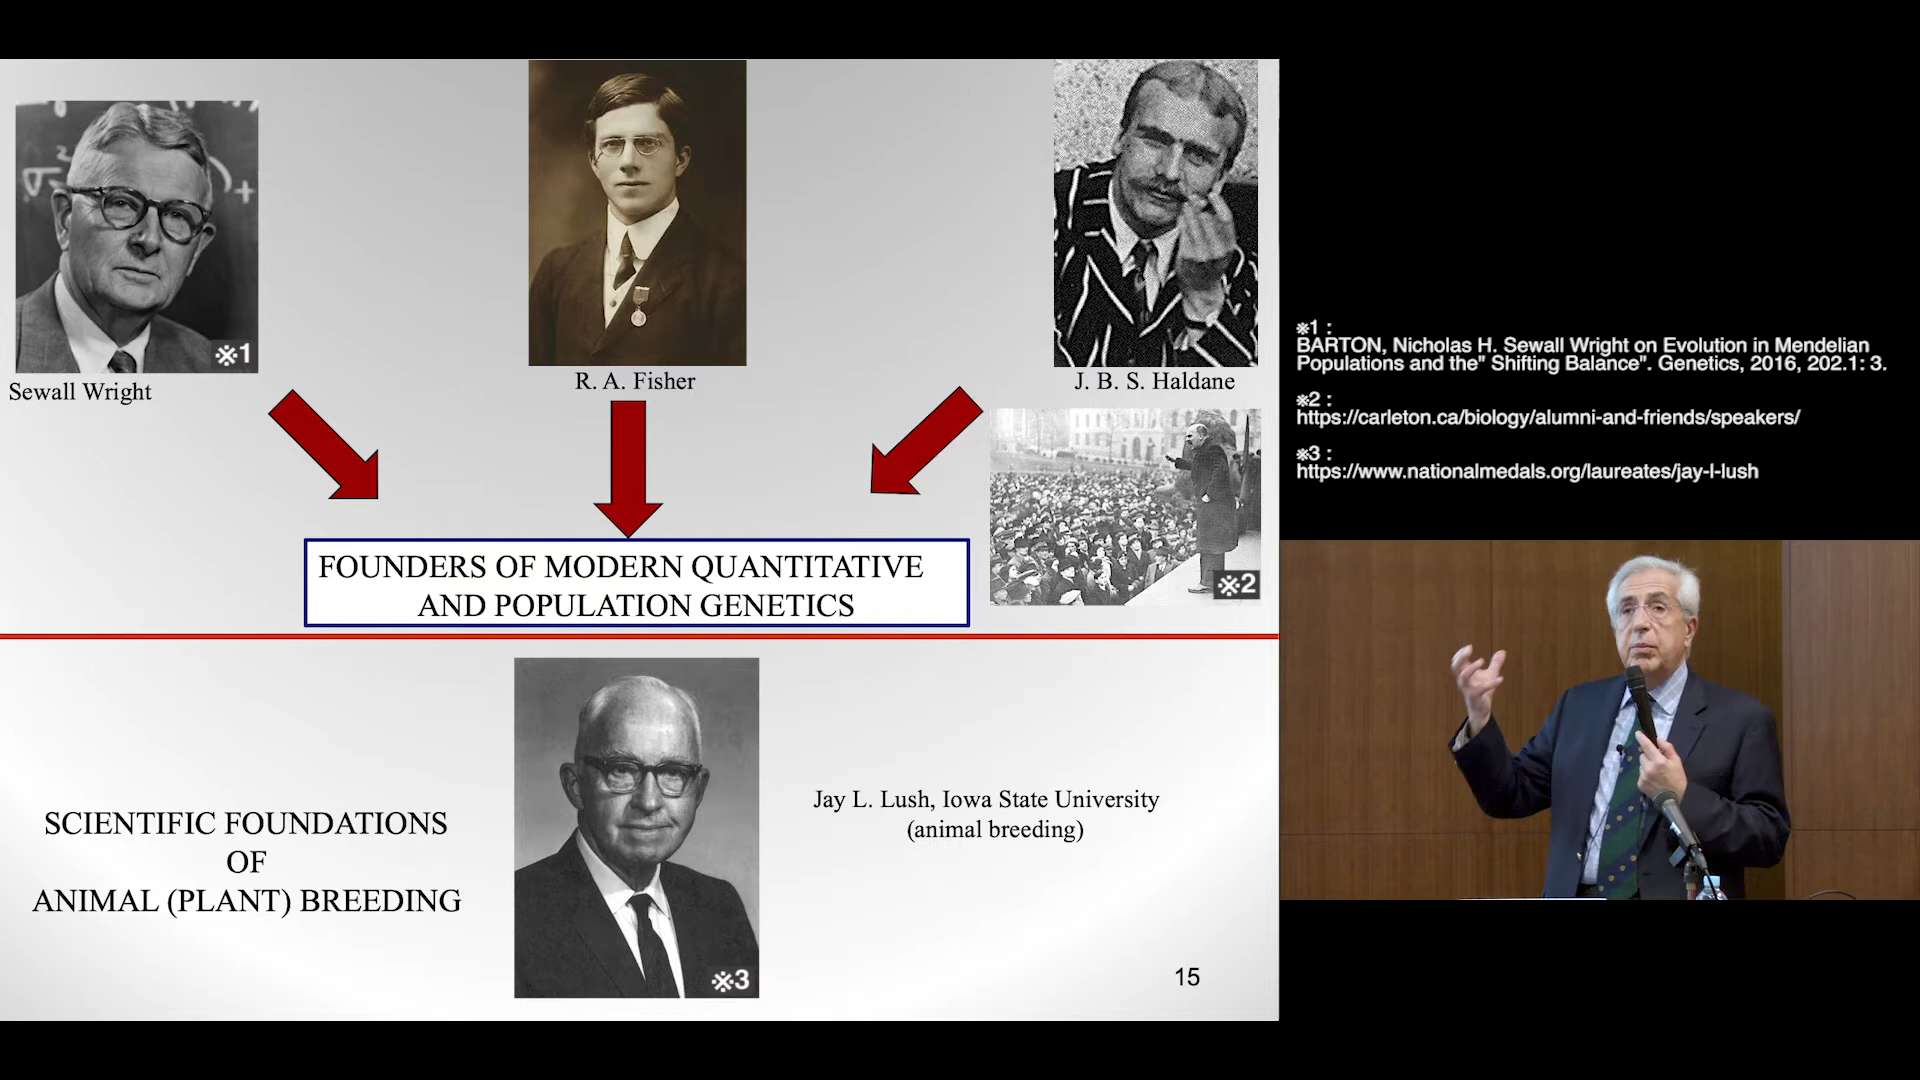 ※1
Sewall Wright
R. A. Fisher
J. B. S. Haldane
※2
FOUNDERS OF MODERN QUANTITATIVE
AND POPULATION GENETICS
SCIENTIFIC FOUNDATIONS
OF
ANIMAL (PLANT) BREEDING
※3
Jay L. Lush, Iowa State University
(animal breeding)
15
※1 :
BARTON, Nicholas H. Sewall Wright on Evolution in Mendelian
Populations and the" Shifting Balance". Genetics, 2016, 202.1: 3.
※2 :
https://carleton.ca/biology/alumni-and-friends/speakers/
※3 :
https://www.nationalmedals.org/laureates/jay-l-lush